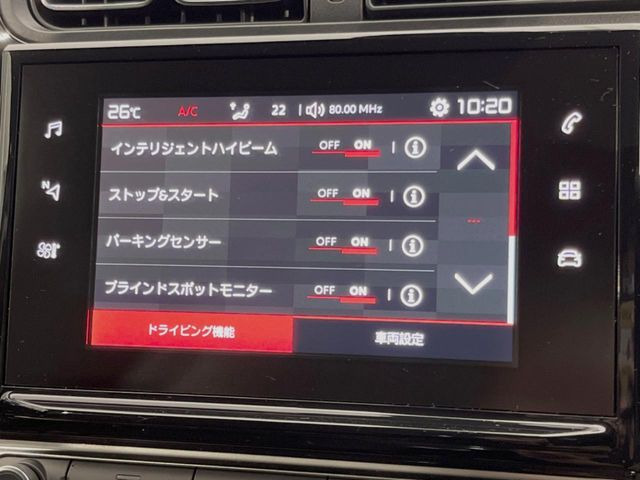 26℃ A/C 22 80.00 MHz 10:20
インテリジェントハイビーム OFF ON
ストップ&スタート OFF ON
パーキングセンサー OFF ON
ブラインドスポットモニター OFF ON
ドライビング機能 車両設定
N